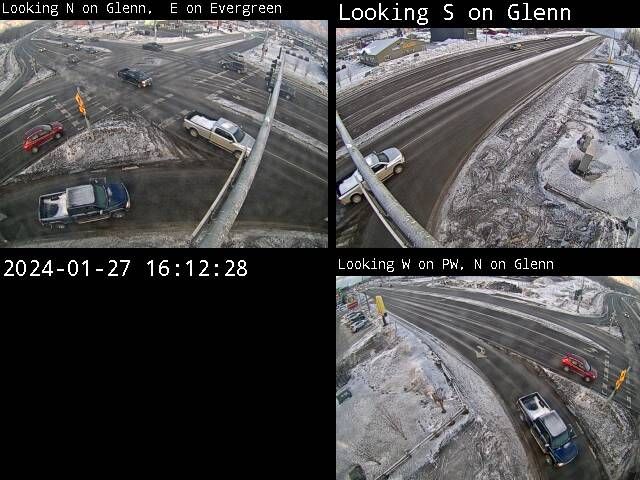 Looking N on Glenn,  E on Evergreen
Looking S on Glenn
2024-01-27 16:12:28
Looking W on PW, N on Glenn